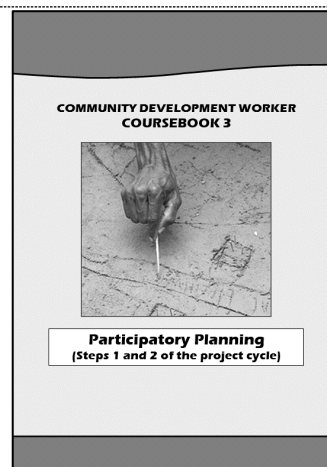 COMMUNITY DEVELOPMENT WORKER
COURSEBOOK 3
Participatory Planning
(Steps 1 and 2 of the project cycle)